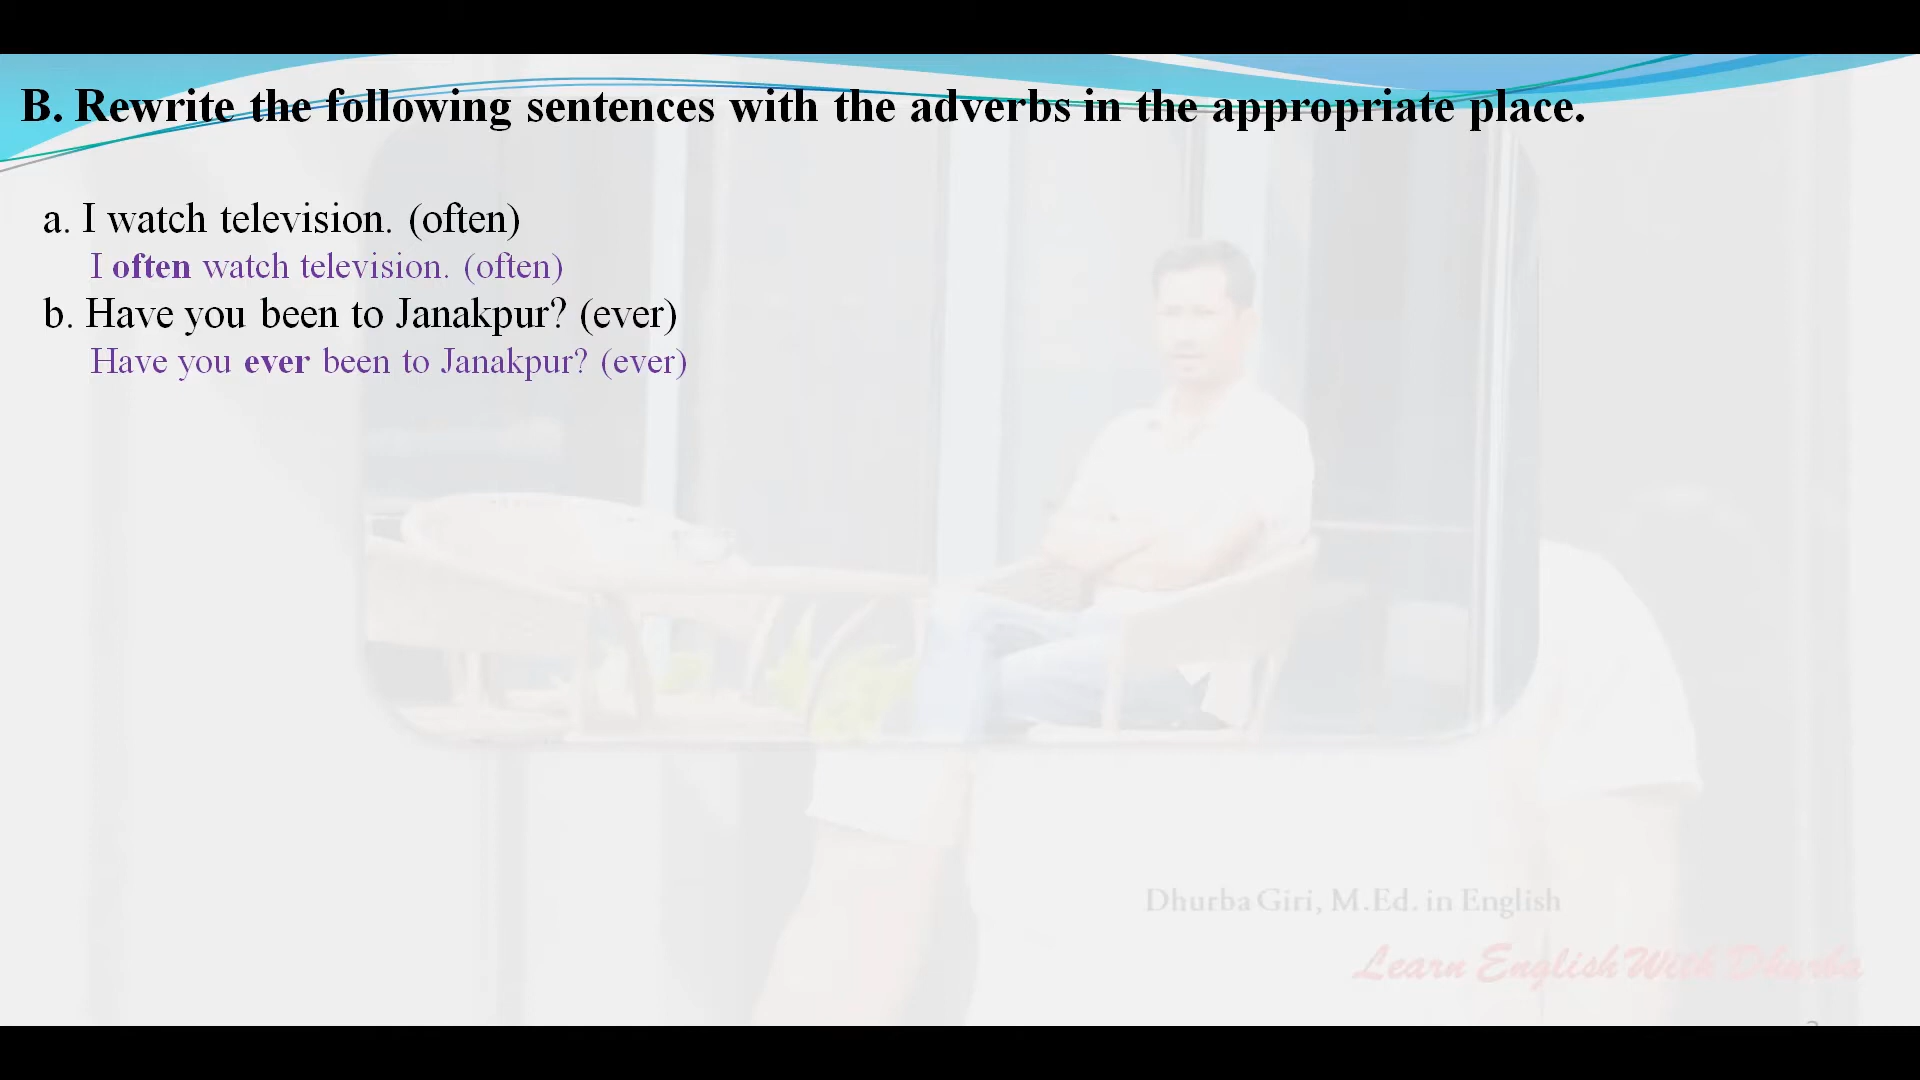 B. Rewrite the following sentences with the adverbs in the appropriate place.
a. I watch television. (often)
I often watch television. (often)
b. Have you been to Janakpur? (ever)
Have you ever been to Janakpur? (ever)
Dhurba Giri, M.Ed. in English
Learn English With Dhurba